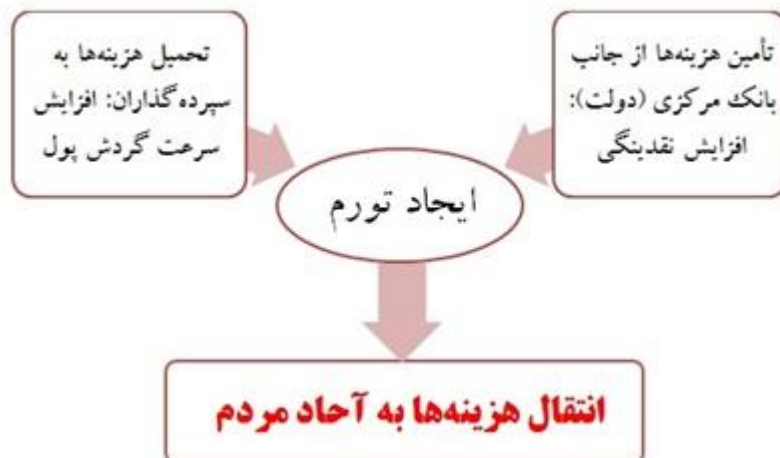 تأمین هزینه‌ها از جانب
بانک مرکزی (دولت):
افزایش نقدینگی
تحمیل هزینه‌ها به
سپرده‌گذاران: افزایش
سرعت گردش پول
ایجاد تورم
انتقال هزینه‌ها به آحاد مردم